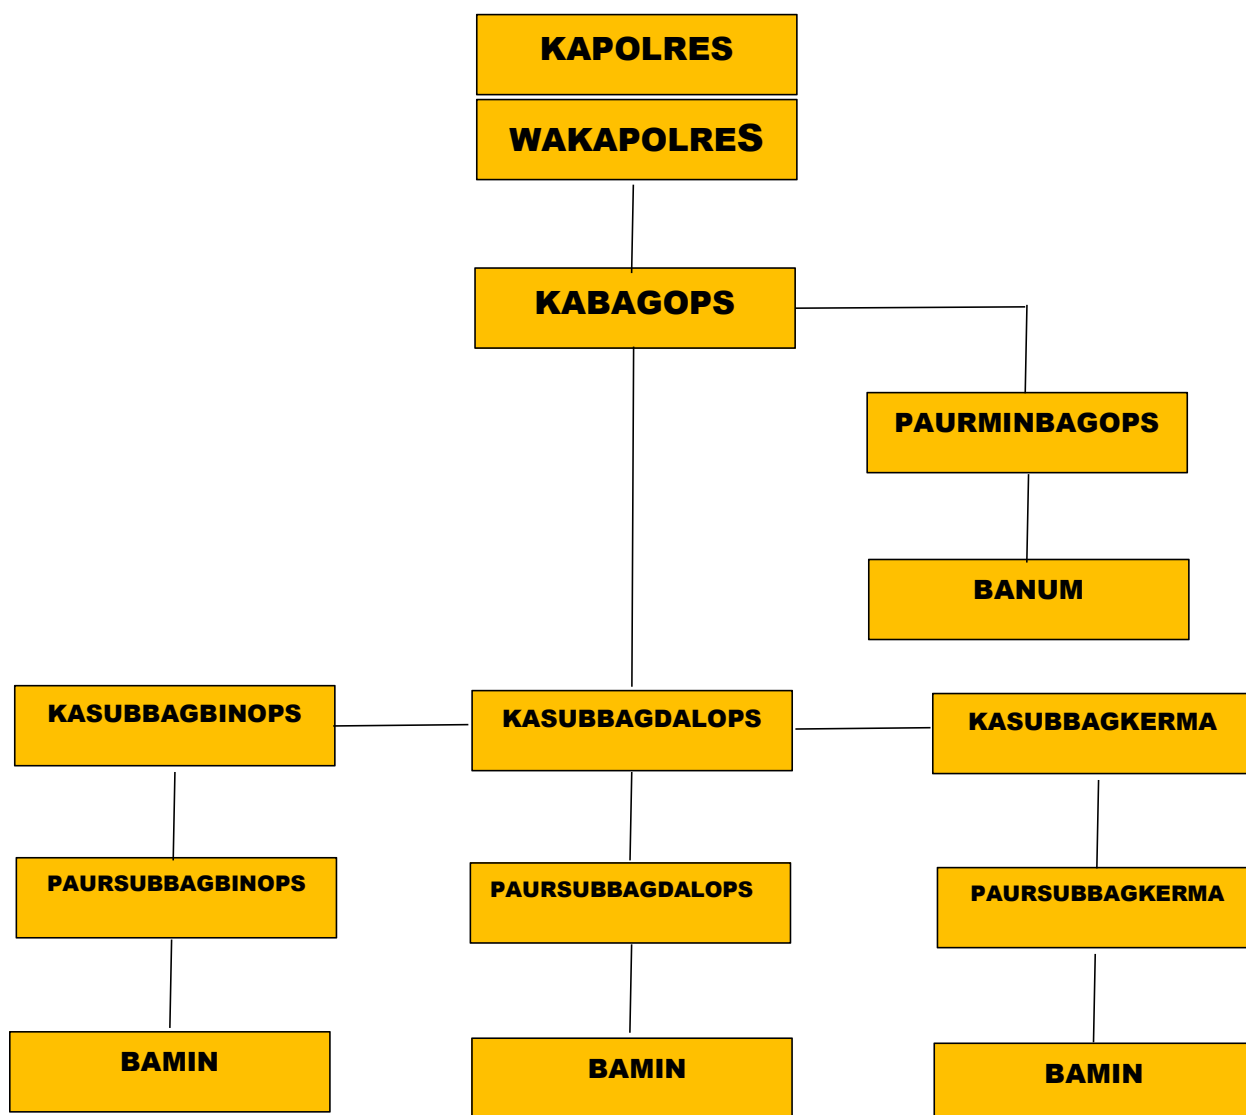 KAPOLRES
WAKAPOLRES
KABAGOPS
PAURMINBAGOPS
BANUM
KASUBBAGBINOPS
KASUBBAGDALOPS
KASUBBAGKERMA
PAURSUBBAGBINOPS
PAURSUBBAGDALOPS
PAURSUBBAGKERMA
BAMIN
BAMIN
BAMIN